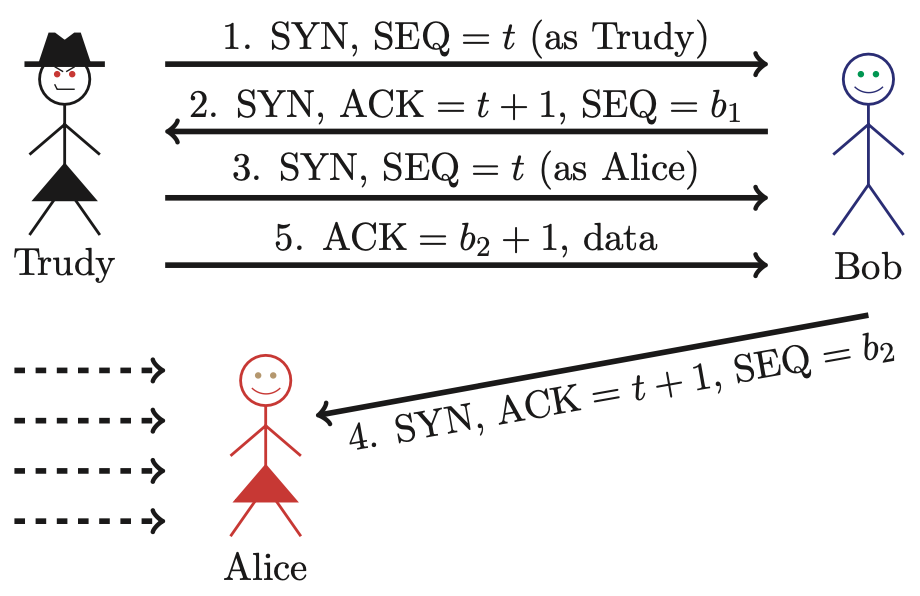 1. SYN, SEQ = t (as Trudy)
2. SYN, ACK = t + 1, SEQ = b₁
3. SYN, SEQ = t (as Alice)
5. ACK = b₂ + 1, data
Trudy
Bob
4. SYN, ACK = t + 1, SEQ = b₂
Alice